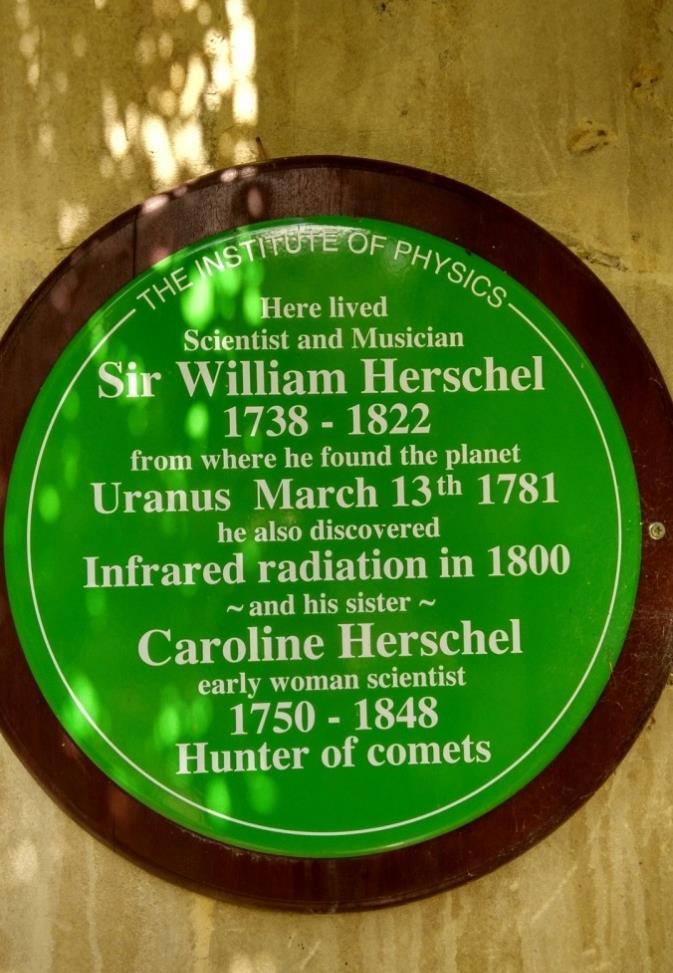 THE INSTITUTE OF PHYSICS
Here lived
Scientist and Musician
Sir William Herschel
1738 - 1822
from where he found the planet
Uranus March 13th 1781
he also discovered
Infrared radiation in 1800
~ and his sister ~
Caroline Herschel
early woman scientist
1750 - 1848
Hunter of comets